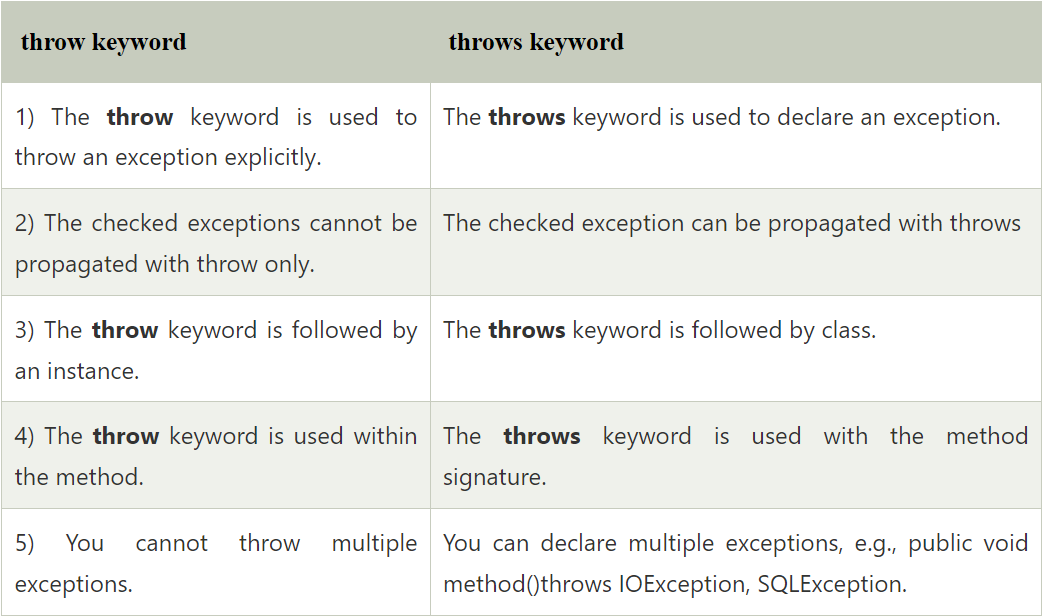 throw keyword
throws keyword
1) The throw keyword is used to
throw an exception explicitly.
The throws keyword is used to declare an exception.
2) The checked exceptions cannot be
propagated with throw only.
The checked exception can be propagated with throws
3) The throw keyword is followed by
an instance.
The throws keyword is followed by class.
4) The throw keyword is used within
the method.
The throws keyword is used with the method
signature.
5) You cannot throw multiple
exceptions.
You can declare multiple exceptions, e.g., public void
method()throws IOException, SQLException.